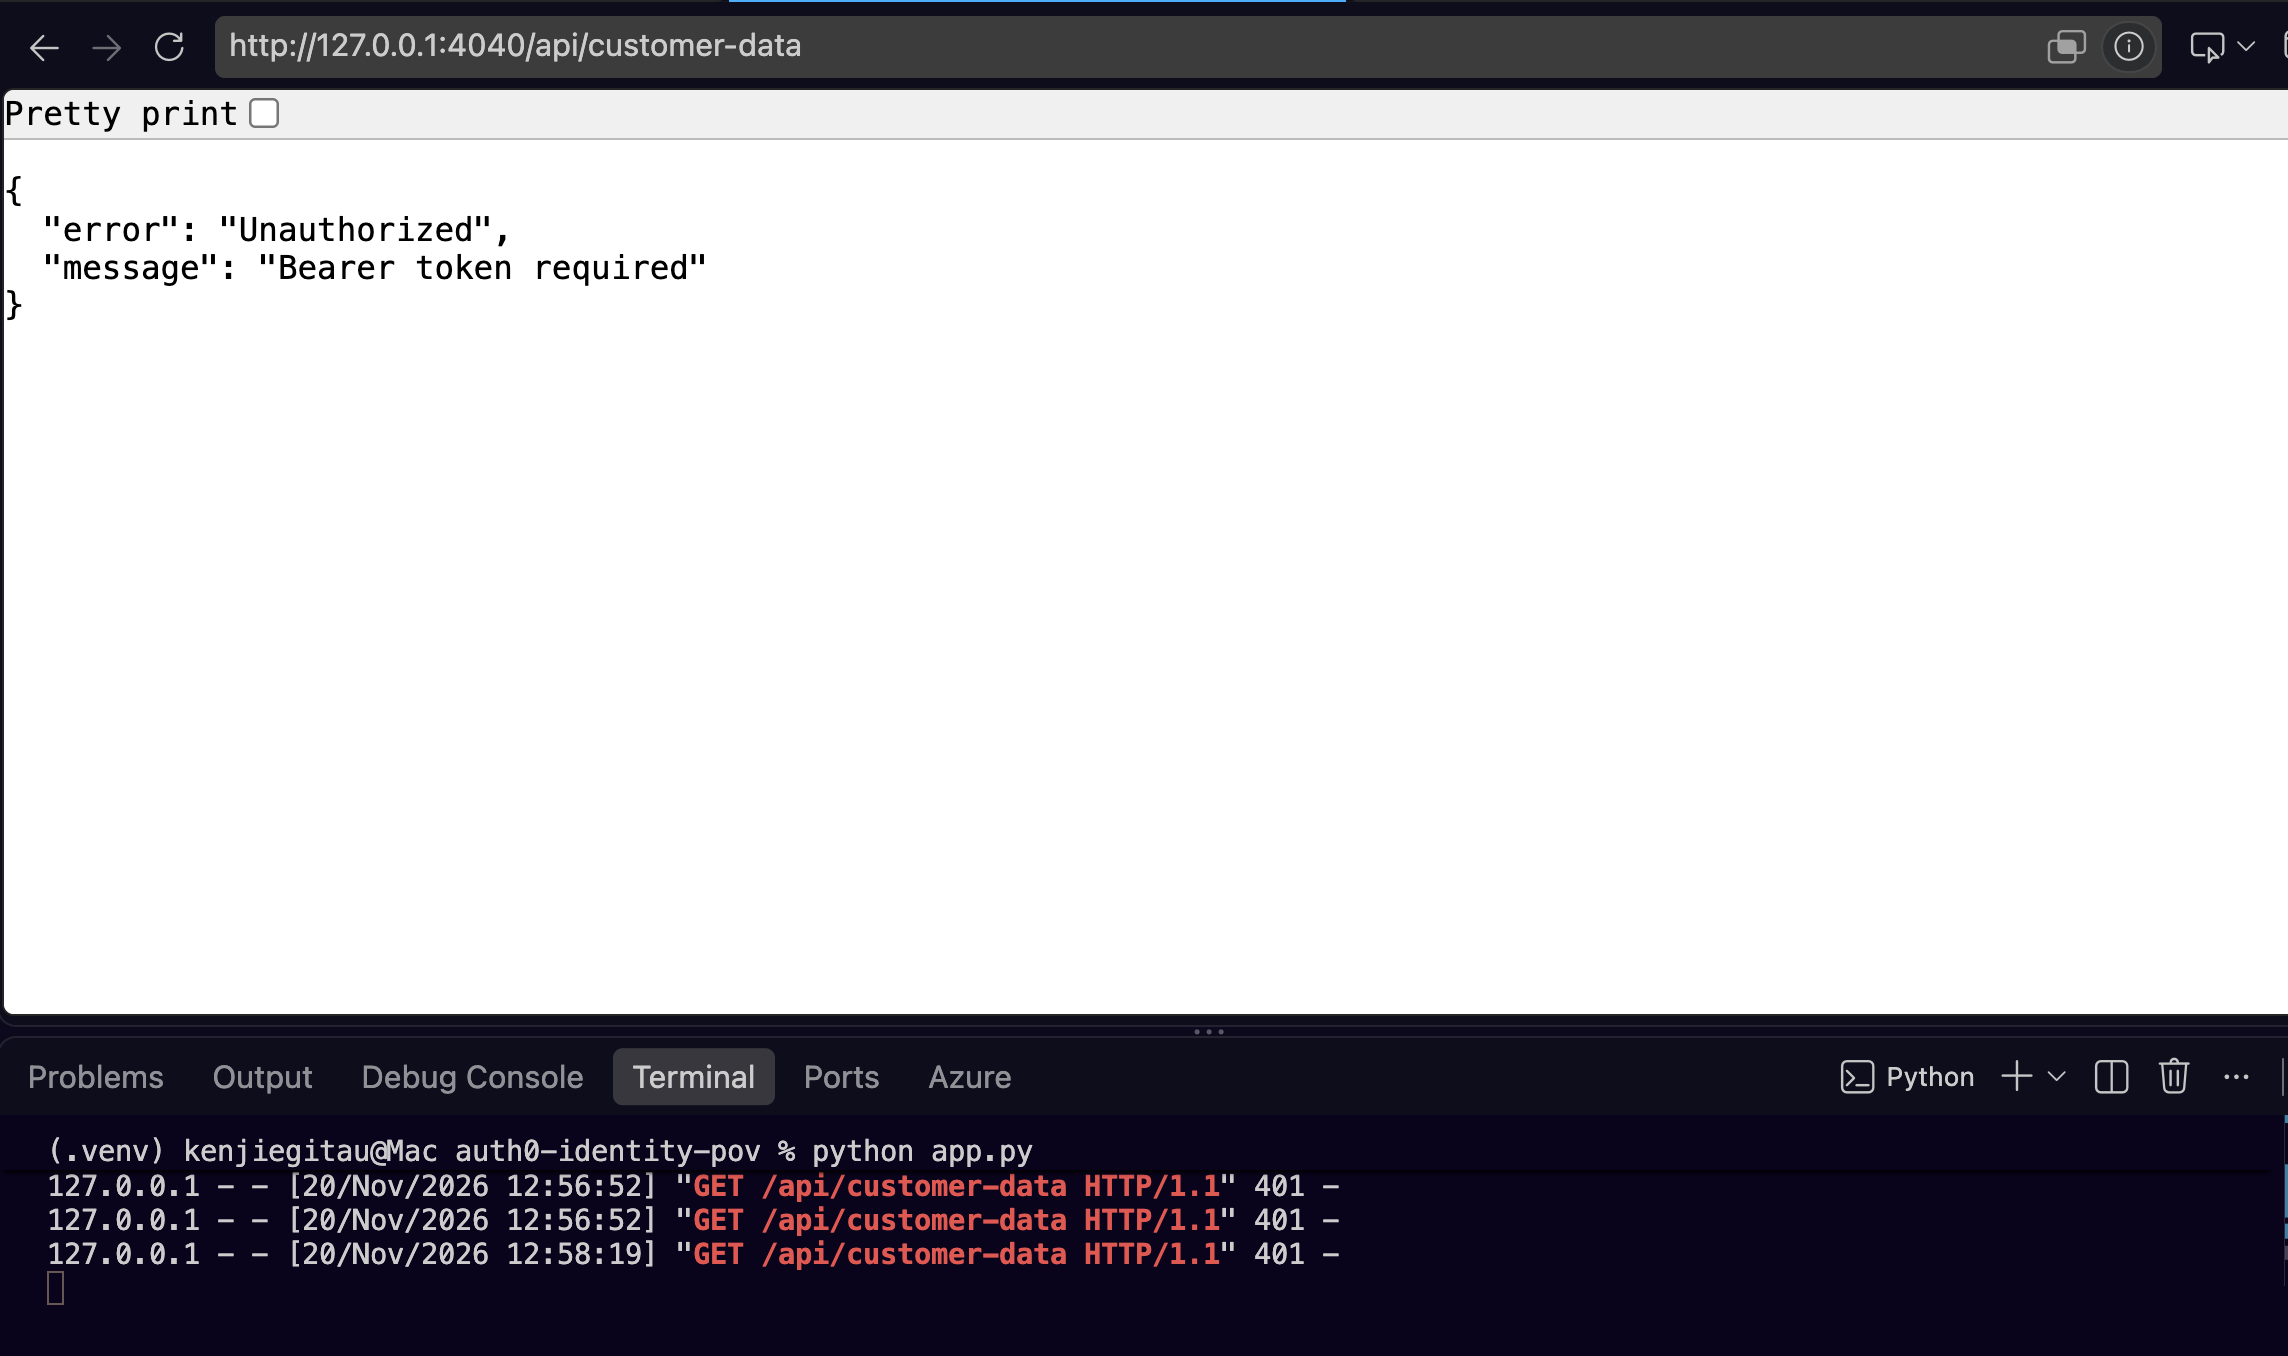 http://127.0.0.1:4040/api/customer-data
Pretty print
{
  "error": "Unauthorized",
  "message": "Bearer token required"
}
Problems Output Debug Console Terminal Ports Azure Python
(.venv) kenjiegitau@Mac auth0-identity-pov % python app.py
127.0.0.1 - - [20/Nov/2026 12:56:52] "GET /api/customer-data HTTP/1.1" 401 -
127.0.0.1 - - [20/Nov/2026 12:56:52] "GET /api/customer-data HTTP/1.1" 401 -
127.0.0.1 - - [20/Nov/2026 12:58:19] "GET /api/customer-data HTTP/1.1" 401 -